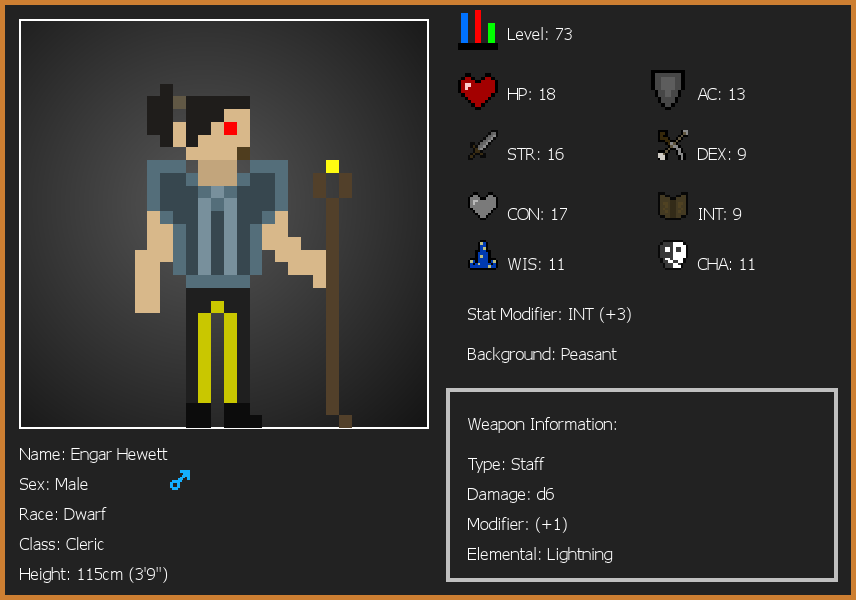 Level: 73
HP: 18
AC: 13
STR: 16
DEX: 9
CON: 17
INT: 9
WIS: 11
CHA: 11
Stat Modifier: INT (+3)
Background: Peasant
Weapon Information:
Type: Staff
Damage: d6
Modifier: (+1)
Elemental: Lightning
Name: Engar Hewett
Sex: Male
Race: Dwarf
Class: Cleric
Height: 115cm (3'9")